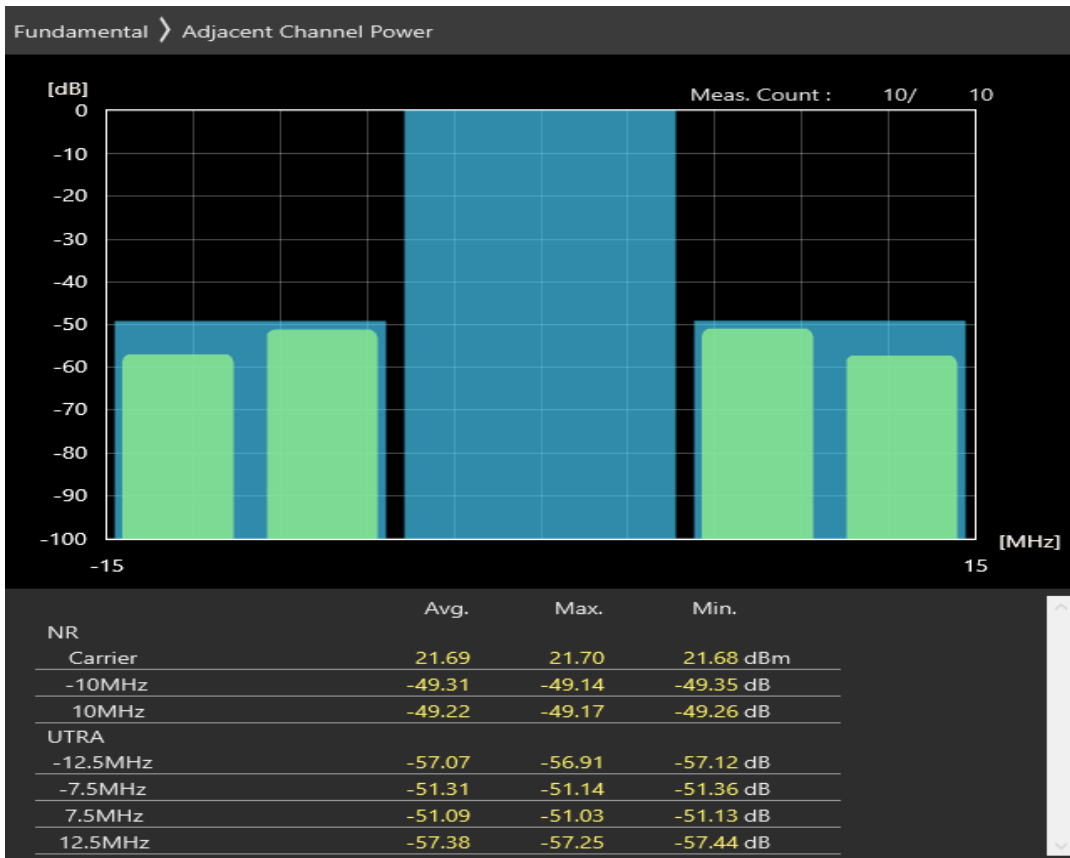 Fundamental 》 Adjacent Channel Power
[dB]
Meas. Count : 10/ 10
0
-10
-20
-30
-40
-50
-60
-70
-80
-90
-100
[MHz]
-15 15
Avg. Max. Min.
NR
Carrier 21.69 21.70 21.68 dBm
-10MHz -49.31 -49.14 -49.35 dB
10MHz -49.22 -49.17 -49.26 dB
UTRA
-12.5MHz -57.07 -56.91 -57.12 dB
-7.5MHz -51.31 -51.14 -51.36 dB
7.5MHz -51.09 -51.03 -51.13 dB
12.5MHz -57.38 -57.25 -57.44 dB